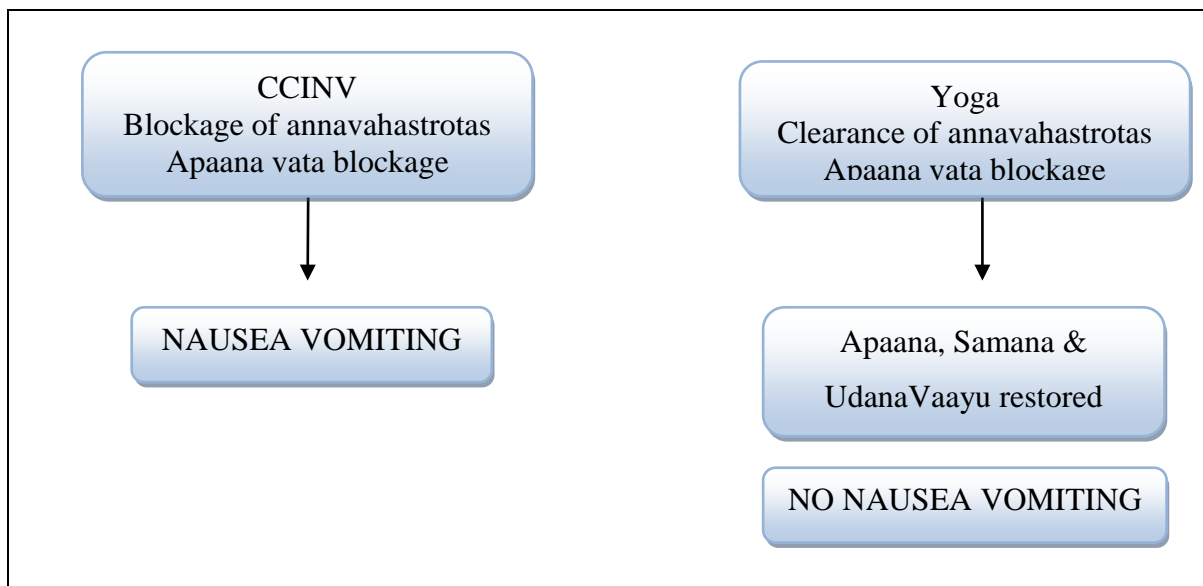 CCINV
Blockage of annavahastrotas
Apaana vata blockage
NAUSEA VOMITING
Yoga
Clearance of annavahastrotas
Apaana vata blockage
Apaana, Samana &
UdanaVaayu restored
NO NAUSEA VOMITING